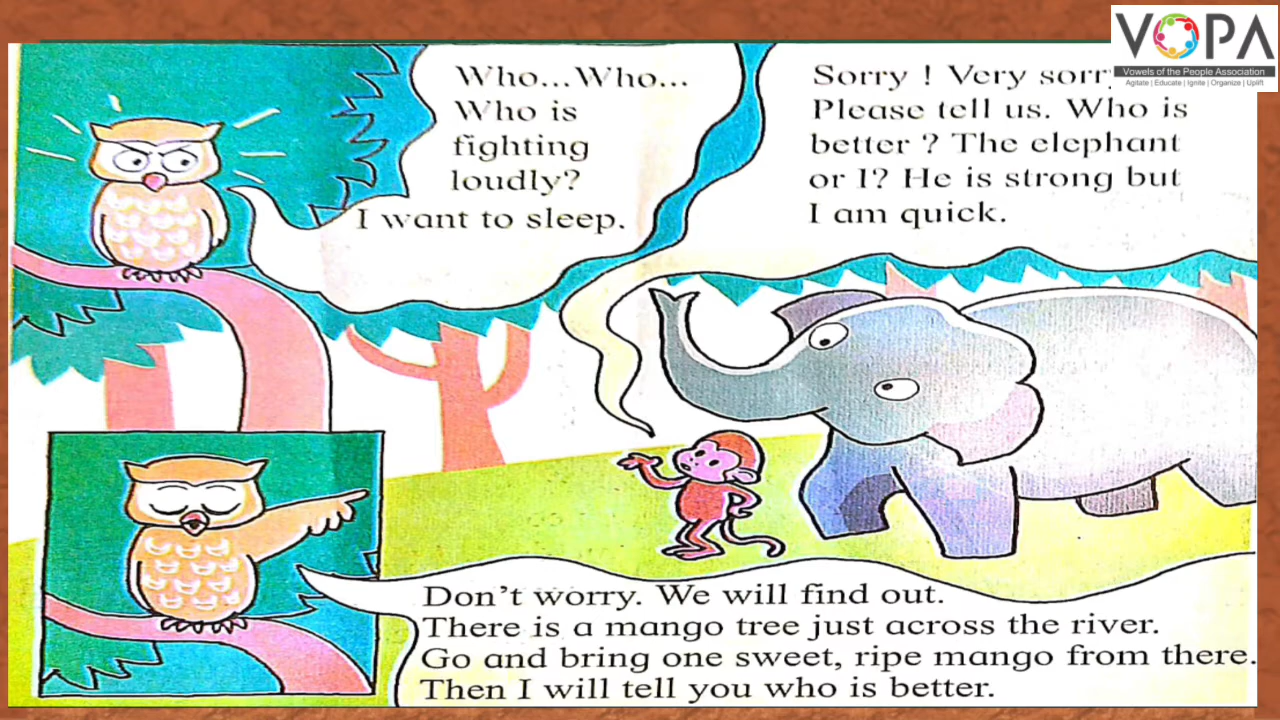 VOPA
Vowels of the People Association
Agitate | Educate | Ignite | Organize | Uplift
Who...Who...
Who is
fighting
loudly?
I want to sleep.
Sorry ! Very
Please tell us. Who is
better ? The elephant
or I? He is strong but
I am quick.
Don't worry. We will find out.
There is a mango tree just across the river.
Go and bring one sweet, ripe mango from there.
Then I will tell you who is better.